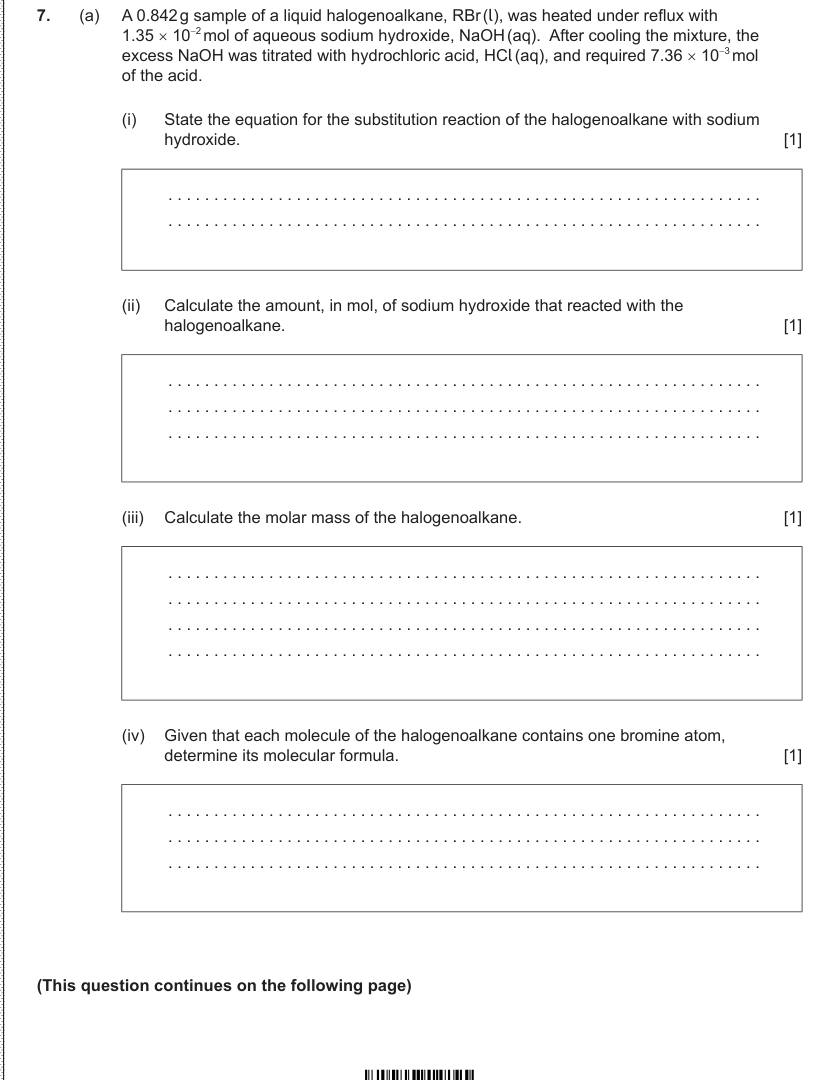 7. (a) A 0.842 g sample of a liquid halogenoalkane, RBr (l), was heated under reflux with
1.35 × 10⁻² mol of aqueous sodium hydroxide, NaOH (aq). After cooling the mixture, the
excess NaOH was titrated with hydrochloric acid, HCl (aq), and required 7.36 × 10⁻³ mol
of the acid.
(i) State the equation for the substitution reaction of the halogenoalkane with sodium
hydroxide. [1]
(ii) Calculate the amount, in mol, of sodium hydroxide that reacted with the
halogenoalkane. [1]
(iii) Calculate the molar mass of the halogenoalkane. [1]
(iv) Given that each molecule of the halogenoalkane contains one bromine atom,
determine its molecular formula. [1]
(This question continues on the following page)